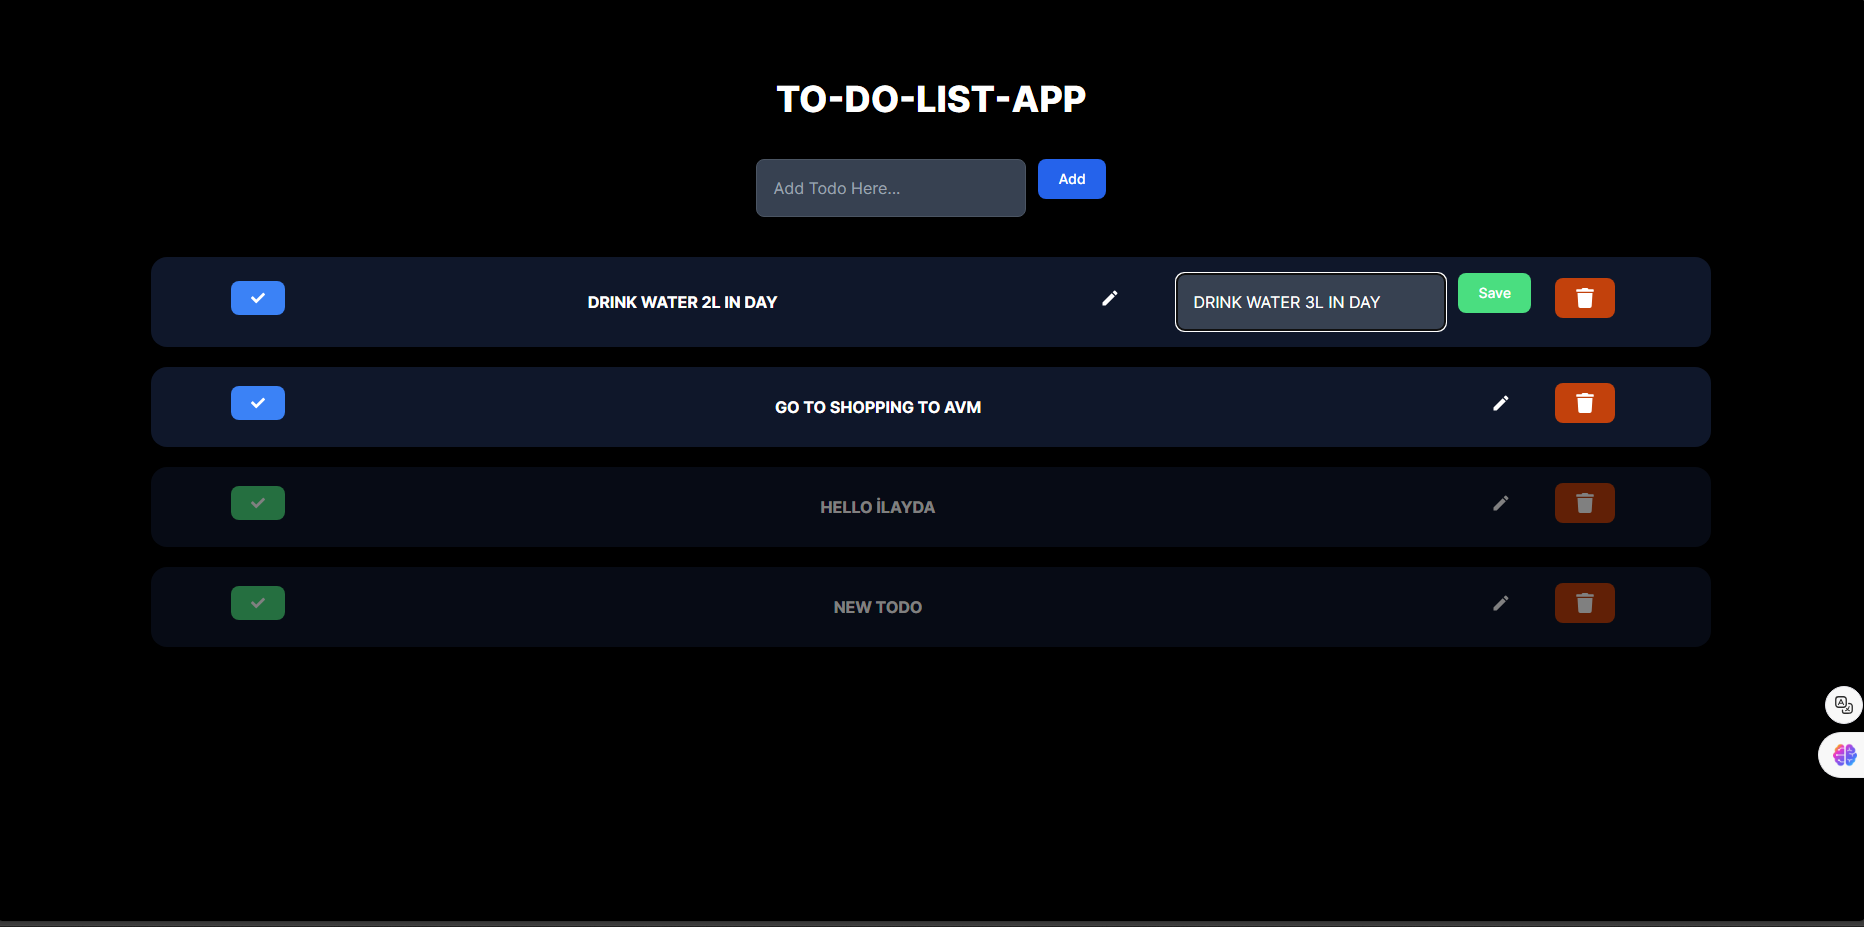 TO-DO-LIST-APP
Add Todo Here...
Add
DRINK WATER 2L IN DAY
DRINK WATER 3L IN DAY
Save
GO TO SHOPPING TO AVM
HELLO İLAYDA
NEW TODO